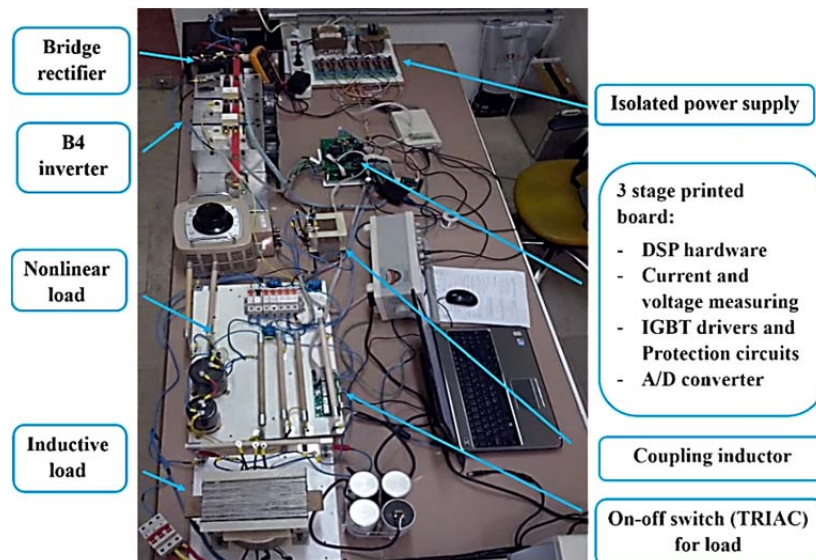 Bridge
rectifier
B4
inverter
Nonlinear
load
Inductive
load
Isolated power supply
3 stage printed
board:
- DSP hardware
- Current and
voltage measuring
- IGBT drivers and
Protection circuits
- A/D converter
Coupling inductor
On-off switch (TRIAC)
for load